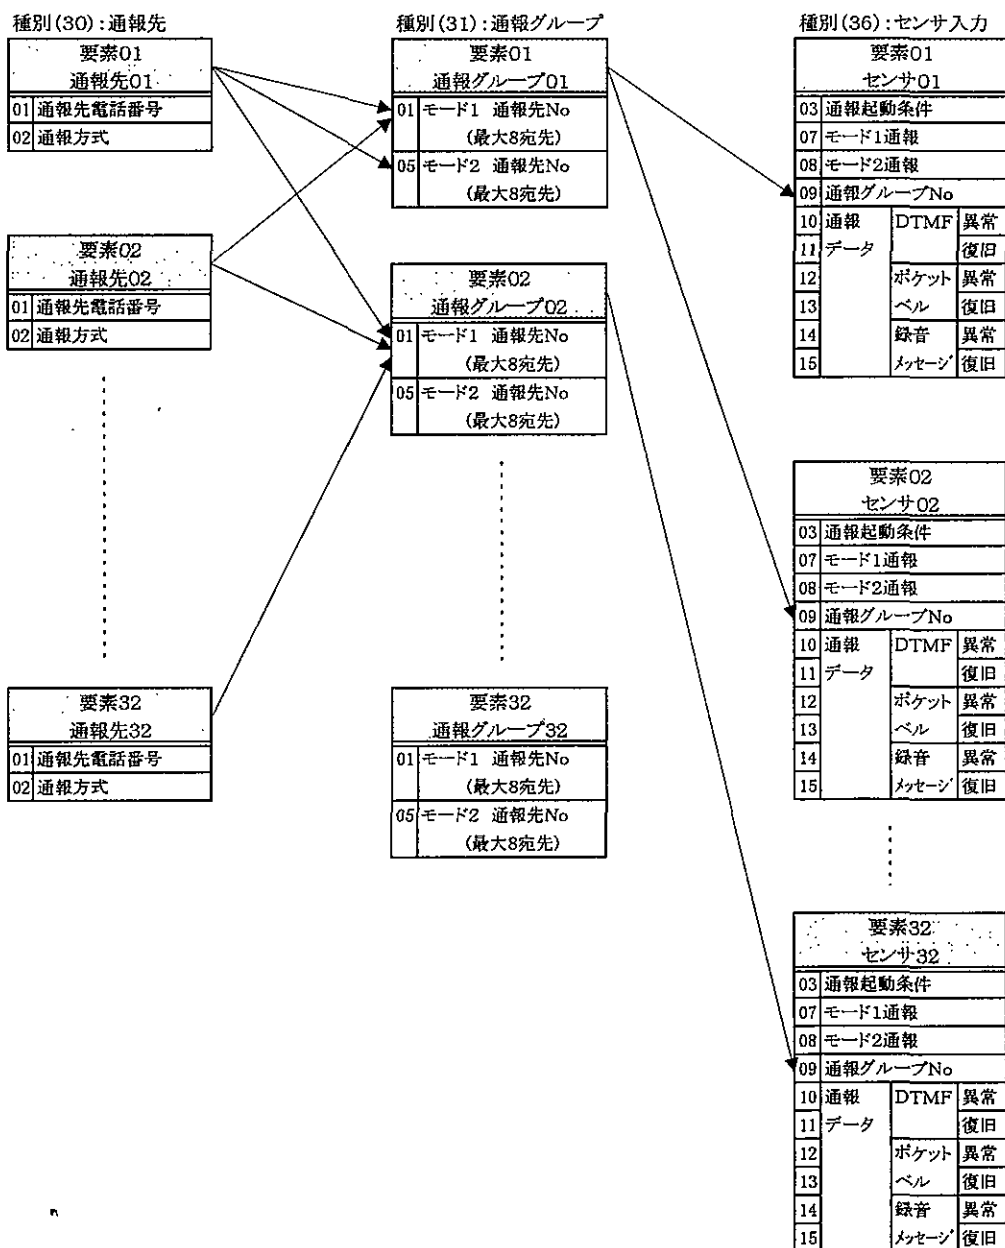 種別(30):通報先
要素01
通報先01
01 通報先電話番号
02 通報方式
要素02
通報先02
01 通報先電話番号
02 通報方式
要素32
通報先32
01 通報先電話番号
02 通報方式
種別(31):通報グループ
要素01
通報グループ01
01 モード1 通報先No
(最大8宛先)
05 モード2 通報先No
(最大8宛先)
要素02
通報グループ02
01 モード1 通報先No
(最大8宛先)
05 モード2 通報先No
(最大8宛先)
要素32
通報グループ32
01 モード1 通報先No
(最大8宛先)
05 モード2 通報先No
(最大8宛先)
種別(36):センサ入力
要素01
センサ01
03 通報起動条件
07 モード1通報
08 モード2通報
09 通報グループNo
10 通報 DTMF 異常
11 データ 復旧
12 ポケット 異常
13 ベル 復旧
14 録音 異常
15 メッセージ 復旧
要素02
センサ02
03 通報起動条件
07 モード1通報
08 モード2通報
09 通報グループNo
10 通報 DTMF 異常
11 データ 復旧
12 ポケット 異常
13 ベル 復旧
14 録音 異常
15 メッセージ 復旧
要素32
センサ32
03 通報起動条件
07 モード1通報
08 モード2通報
09 通報グループNo
10 通報 DTMF 異常
11 データ 復旧
12 ポケット 異常
13 ベル 復旧
14 録音 異常
15 メッセージ 復旧